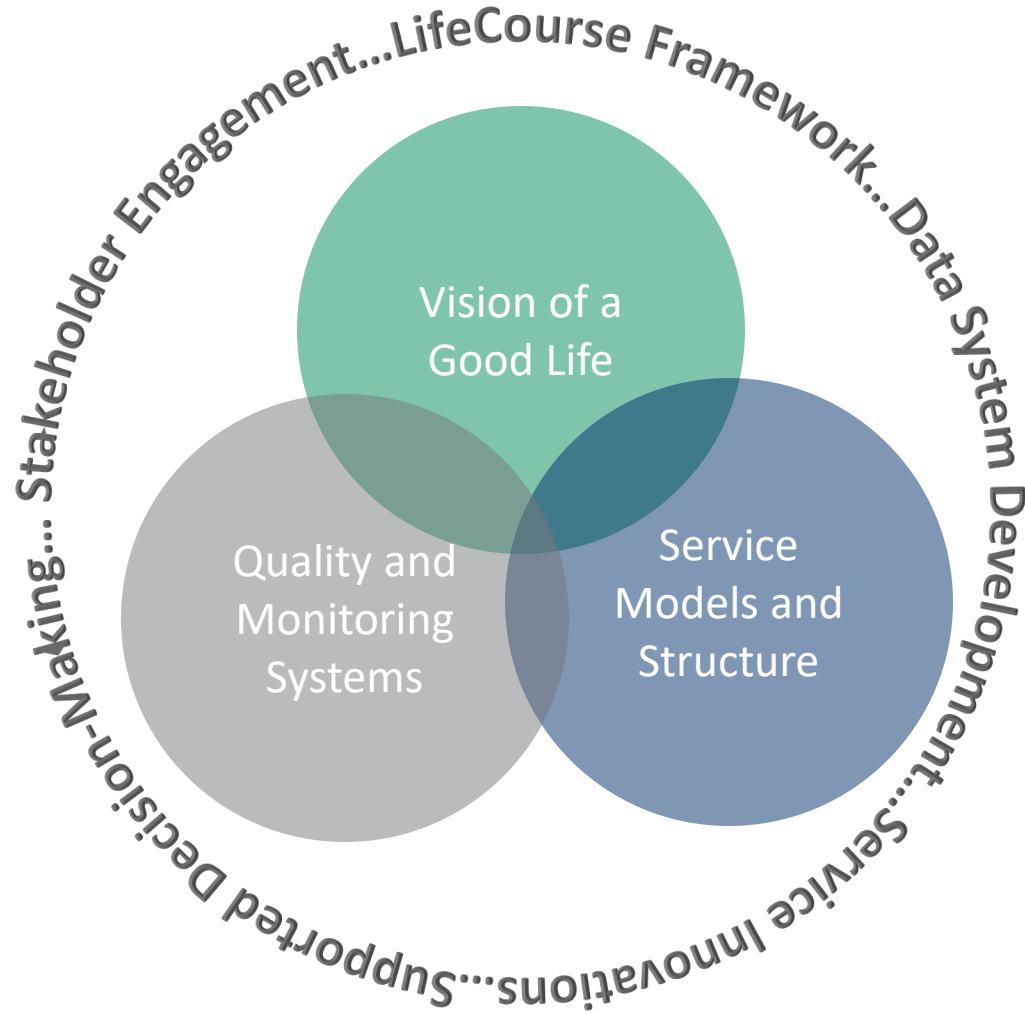 Stakeholder Engagement...LifeCourse Framework...Data System Development...Service Innovations...Supported Decision-Making...
Vision of a
Good Life
Quality and
Monitoring
Systems
Service
Models and
Structure